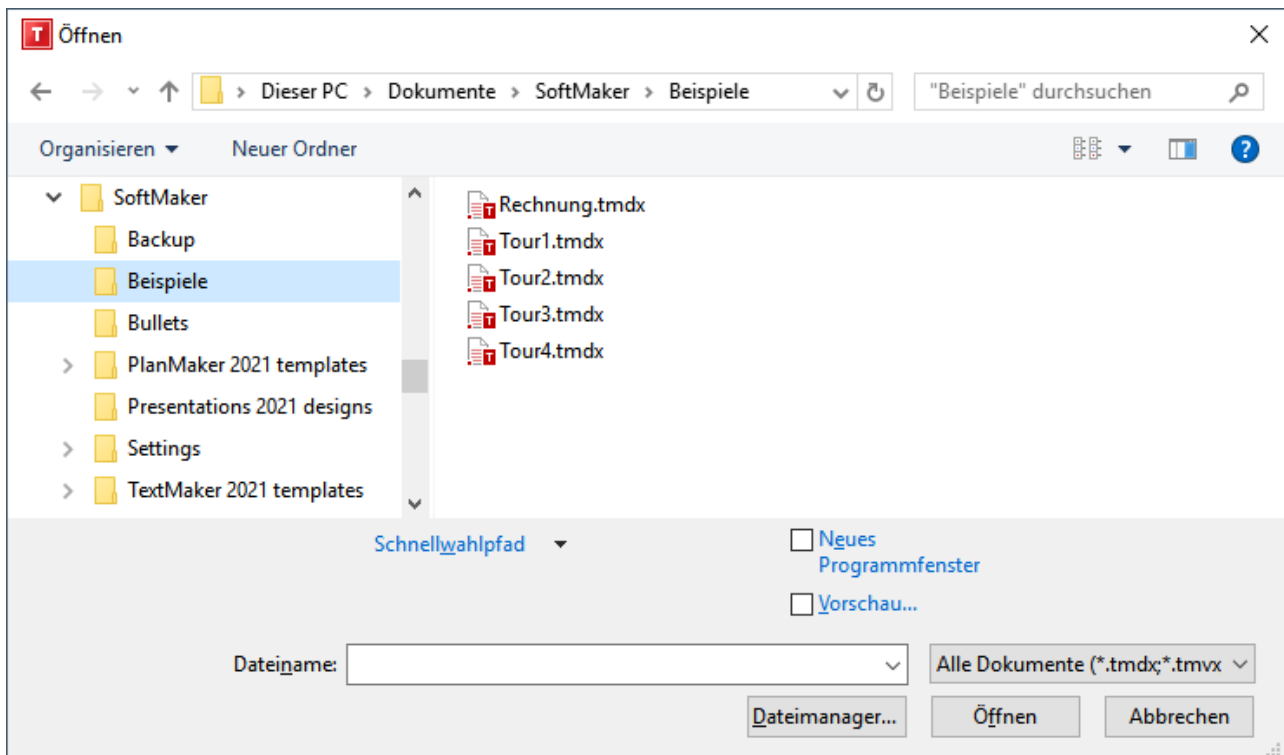 Öffnen
Dieser PC > Dokumente > SoftMaker > Beispiele
"Beispiele" durchsuchen
Organisieren
Neuer Ordner
SoftMaker
Backup
Beispiele
Bullets
PlanMaker 2021 templates
Presentations 2021 designs
Settings
TextMaker 2021 templates
Rechnung.tmdx
Tour1.tmdx
Tour2.tmdx
Tour3.tmdx
Tour4.tmdx
Schnellwahlpfad
Neues
Programmfenster
Vorschau...
Dateiname:
Alle Dokumente (*.tmdx;*.tmvx
Dateimanager...
Öffnen
Abbrechen